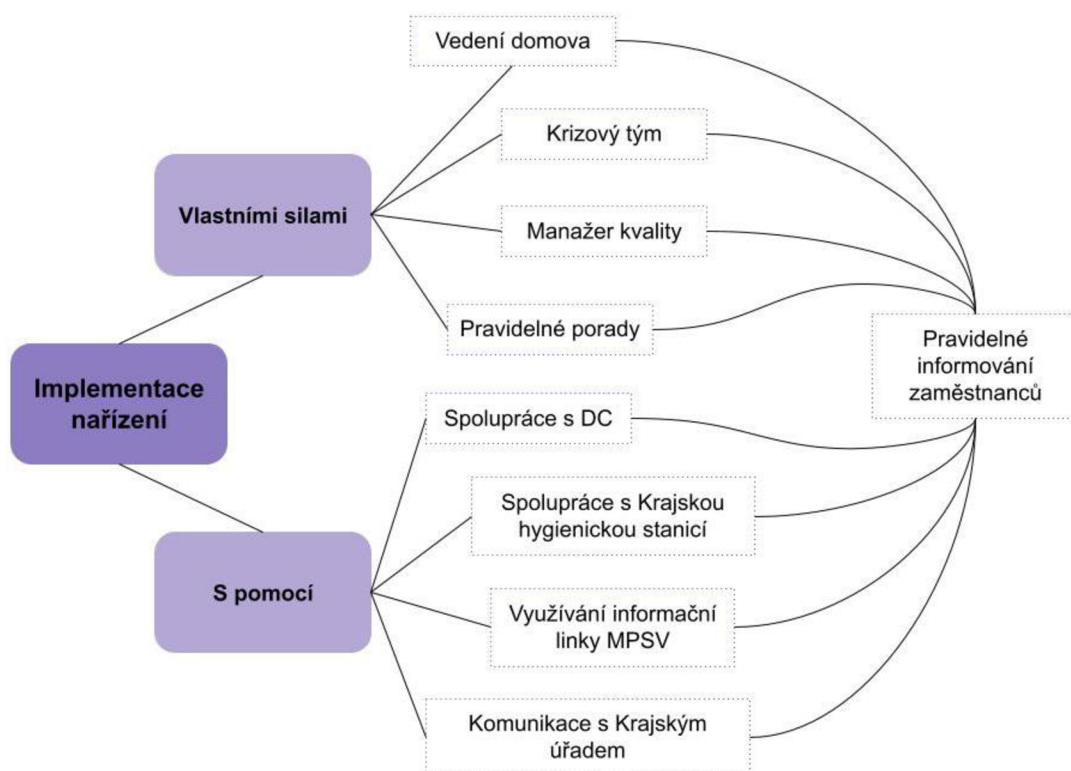 Vedení domova
Krizový tým
Vlastními silami
Manažer kvality
Pravidelné porady
Pravidelné
informování
zaměstnanců
Implementace
nařízení
Spolupráce s DC
Spolupráce s Krajskou
hygienickou stanicí
S pomocí
Využívání informační
linky MPSV
Komunikace s Krajským
úřadem